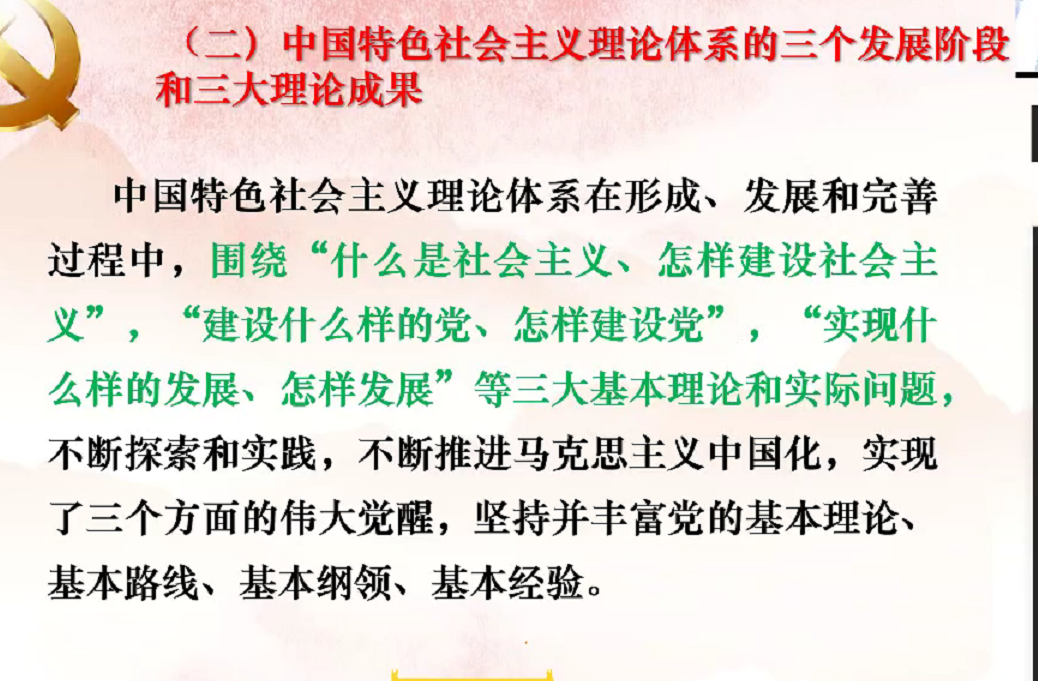 （二）中国特色社会主义理论体系的三个发展阶段
和三大理论成果
中国特色社会主义理论体系在形成、发展和完善
过程中，围绕“什么是社会主义、怎样建设社会主
义”，“建设什么样的党、怎样建设党”，“实现什
么样的发展、怎样发展”等三大基本理论和实际问题，
不断探索和实践，不断推进马克思主义中国化，实现
了三个方面的伟大觉醒，坚持并丰富党的基本理论、
基本路线、基本纲领、基本经验。